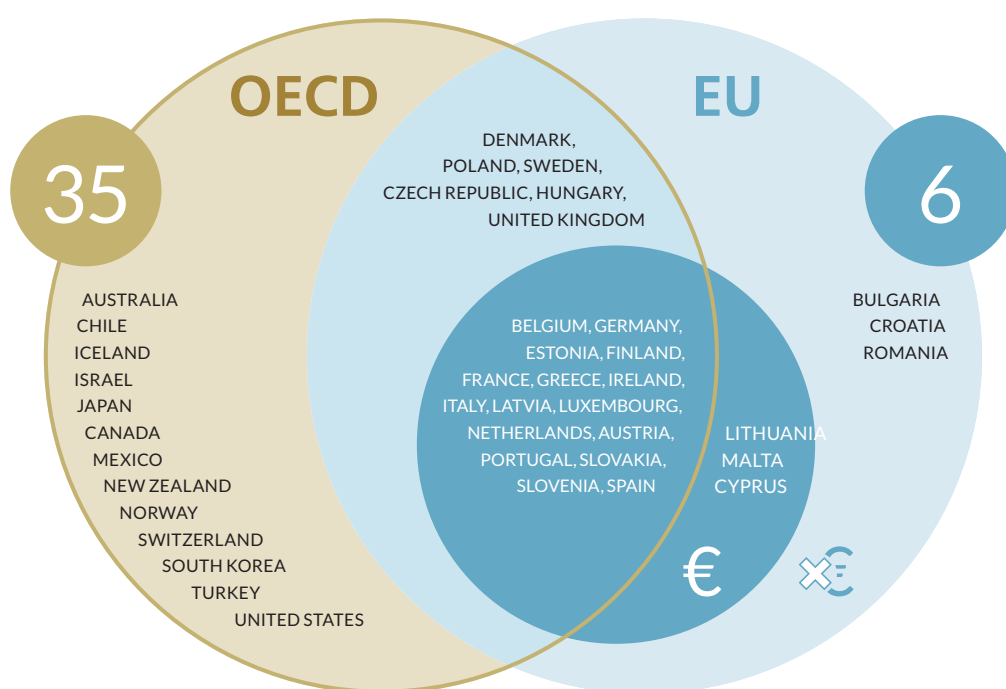 OECD
EU
35
6
DENMARK,
POLAND, SWEDEN,
CZECH REPUBLIC, HUNGARY,
UNITED KINGDOM
AUSTRALIA
CHILE
ICELAND
ISRAEL
JAPAN
CANADA
MEXICO
NEW ZEALAND
NORWAY
SWITZERLAND
SOUTH KOREA
TURKEY
UNITED STATES
BELGIUM, GERMANY,
ESTONIA, FINLAND,
FRANCE, GREECE, IRELAND,
ITALY, LATVIA, LUXEMBOURG,
NETHERLANDS, AUSTRIA,
PORTUGAL, SLOVAKIA,
SLOVENIA, SPAIN
LITHUANIA
MALTA
CYPRUS
BULGARIA
CROATIA
ROMANIA
€
€